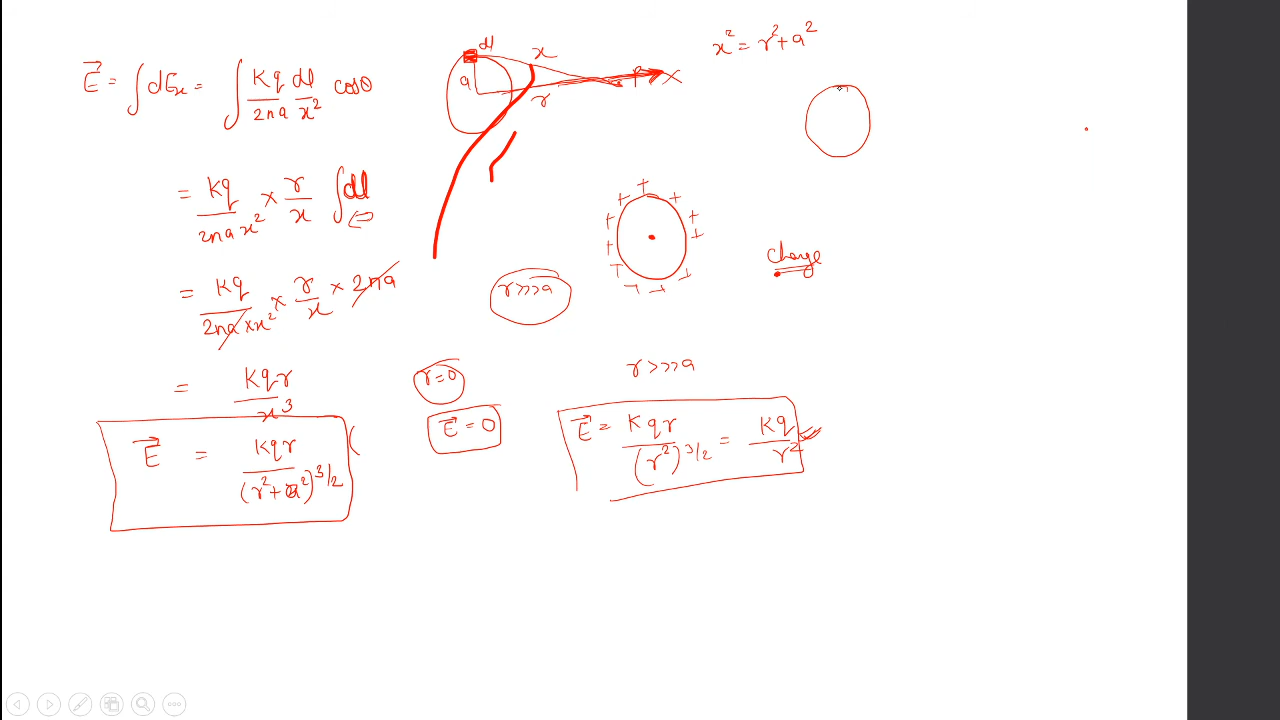 E⃗ = ∫ dEx = ∫ Kq/2πa dl/x² cosθ
= Kq/2πa x² × r/x ∫ dl
= Kq/2πa × x² × r/x × 2πa
= Kqr/x³
E⃗ = Kqr/(r² + a²)^3/2
dl
x
a
r
P
X
x² = r² + a²
r >>> a
charge
r = 0
E⃗ = 0
r >>> a
E⃗ = Kqr/(r²)^3/2 = Kq/r²